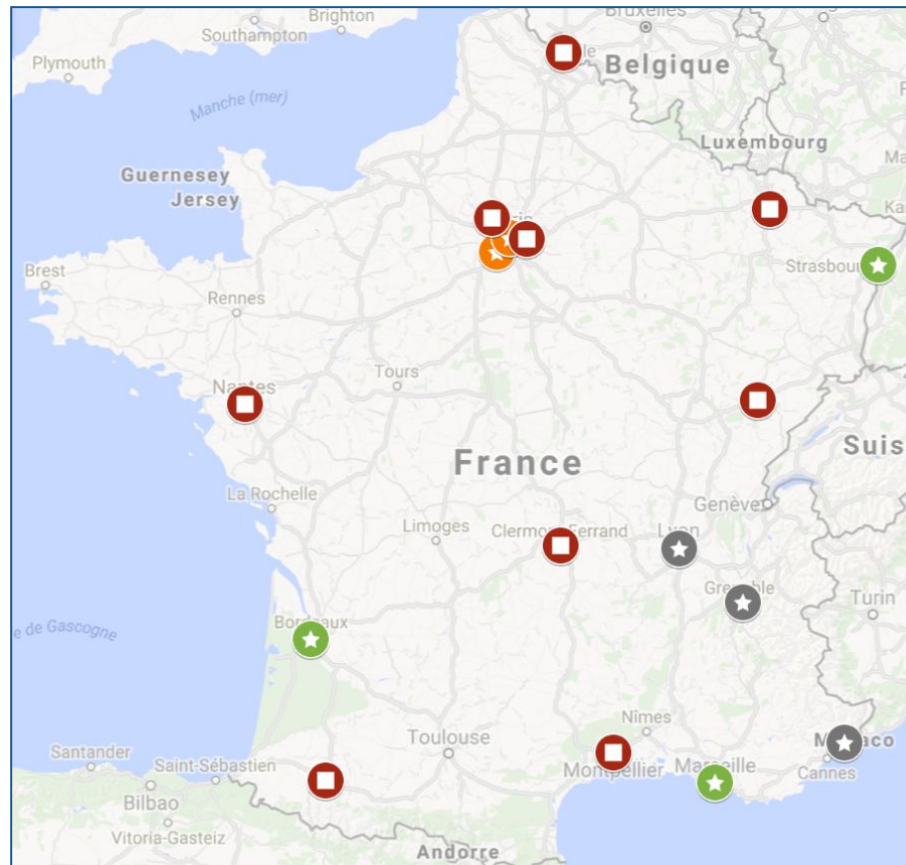 Bruxelles
Brighton
Southampton
Plymouth
Belgique
Manche (mer)
Luxembourg
Guernesey
Jersey
Brest
Rennes
Nantes
Tours
France
Suis
La Rochelle
Genève
Limoges
Clermont-Ferrand
Lyon
Grenoble
Turin
e de Gascogne
Bordeaux
Nîmes
Toulouse
Montpellier
Marseille
Cannes
Santander
Saint-Sébastien
Bilbao
Vitoria-Gasteiz
Andorre